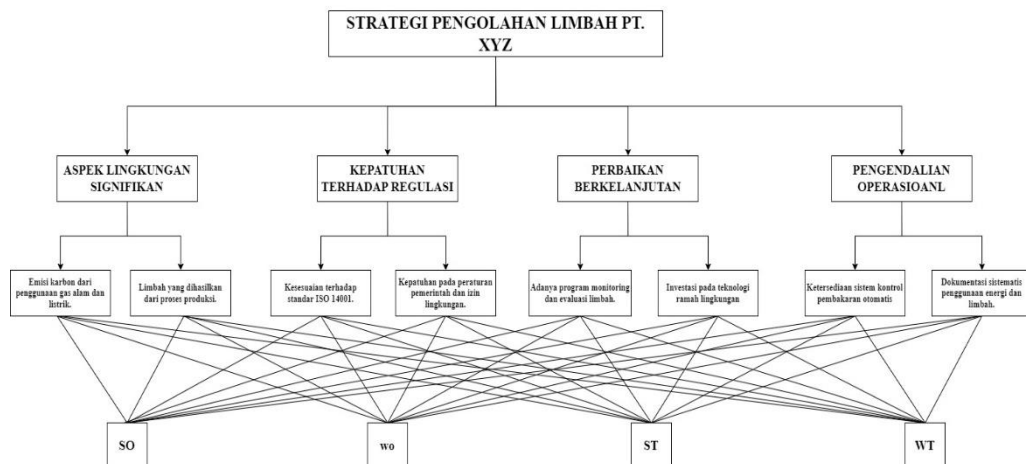 STRATEGI PENGOLAHAN LIMBAH PT.
XYZ
ASPEK LINGKUNGAN
SIGNIFIKAN
KEPATUHAN
TERHADAP REGULASI
PERBAIKAN
BERKELANJUTAN
PENGENDALIAN
OPERASIOANL
Emisi karbon dari
penggunaan gas alam dan
listrik.
Limbah yang dihasilkan
dari proses produksi.
Kesesuaian terhadap
standar ISO 14001.
Kepatuhan pada peraturan
pemerintah dan izin
lingkungan.
Adanya program monitoring
dan evaluasi limbah.
Investasi pada teknologi
ramah lingkungan
Ketersediaan sistem kontrol
pembakaran otomatis
Dokumentasi sistematis
penggunaan energi dan
limbah.
SO
wo
ST
WT